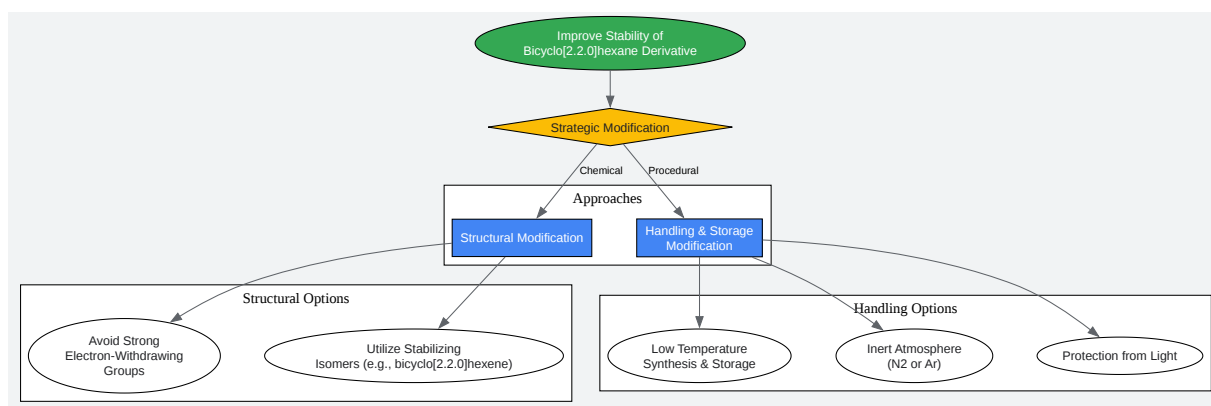 Improve Stability of
Bicyclo[2.2.0]hexane Derivative
Strategic Modification
Chemical
Procedural
Approaches
Structural Modification
Handling & Storage
Modification
Structural Options
Handling Options
Avoid Strong
Electron-Withdrawing
Groups
Utilize Stabilizing
Isomers (e.g., bicyclo[2.2.0]hexene)
Low Temperature
Synthesis & Storage
Inert Atmosphere
(N2 or Ar)
Protection from Light